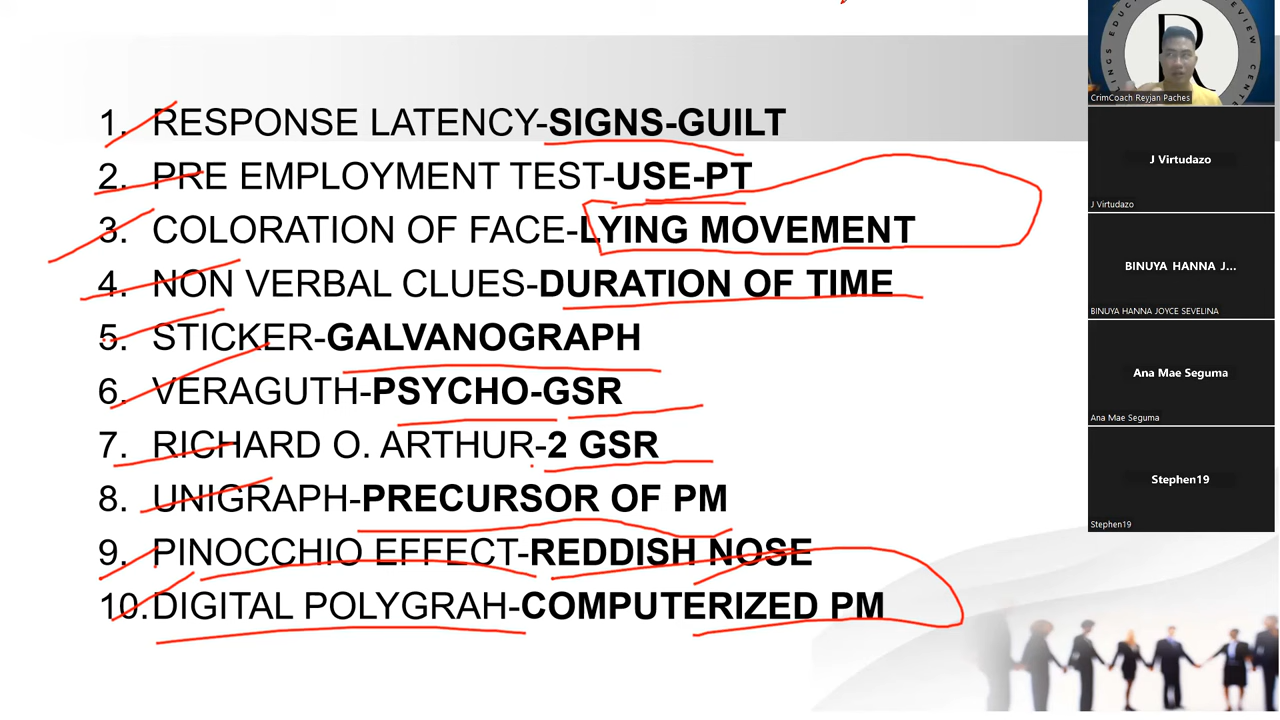 1. RESPONSE LATENCY-SIGNS-GUILT
2. PRE EMPLOYMENT TEST-USE-PT
3. COLORATION OF FACE-LYING MOVEMENT
4. NON VERBAL CLUES-DURATION OF TIME
5. STICKER-GALVANOGRAPH
6. VERAGUTH-PSYCHO-GSR
7. RICHARD O. ARTHUR-2 GSR
8. UNIGRAPH-PRECURSOR OF PM
9. PINOCCHIO EFFECT-REDDISH NOSE
10. DIGITAL POLYGRAH-COMPUTERIZED PM
R
CrimCoach Reyjan Paches
J Virtudazo
J Virtudazo
BINUYA HANNA J...
BINUYA HANNA JOYCE SEVELINA
Ana Mae Seguma
Ana Mae Seguma
Stephen19
Stephen19